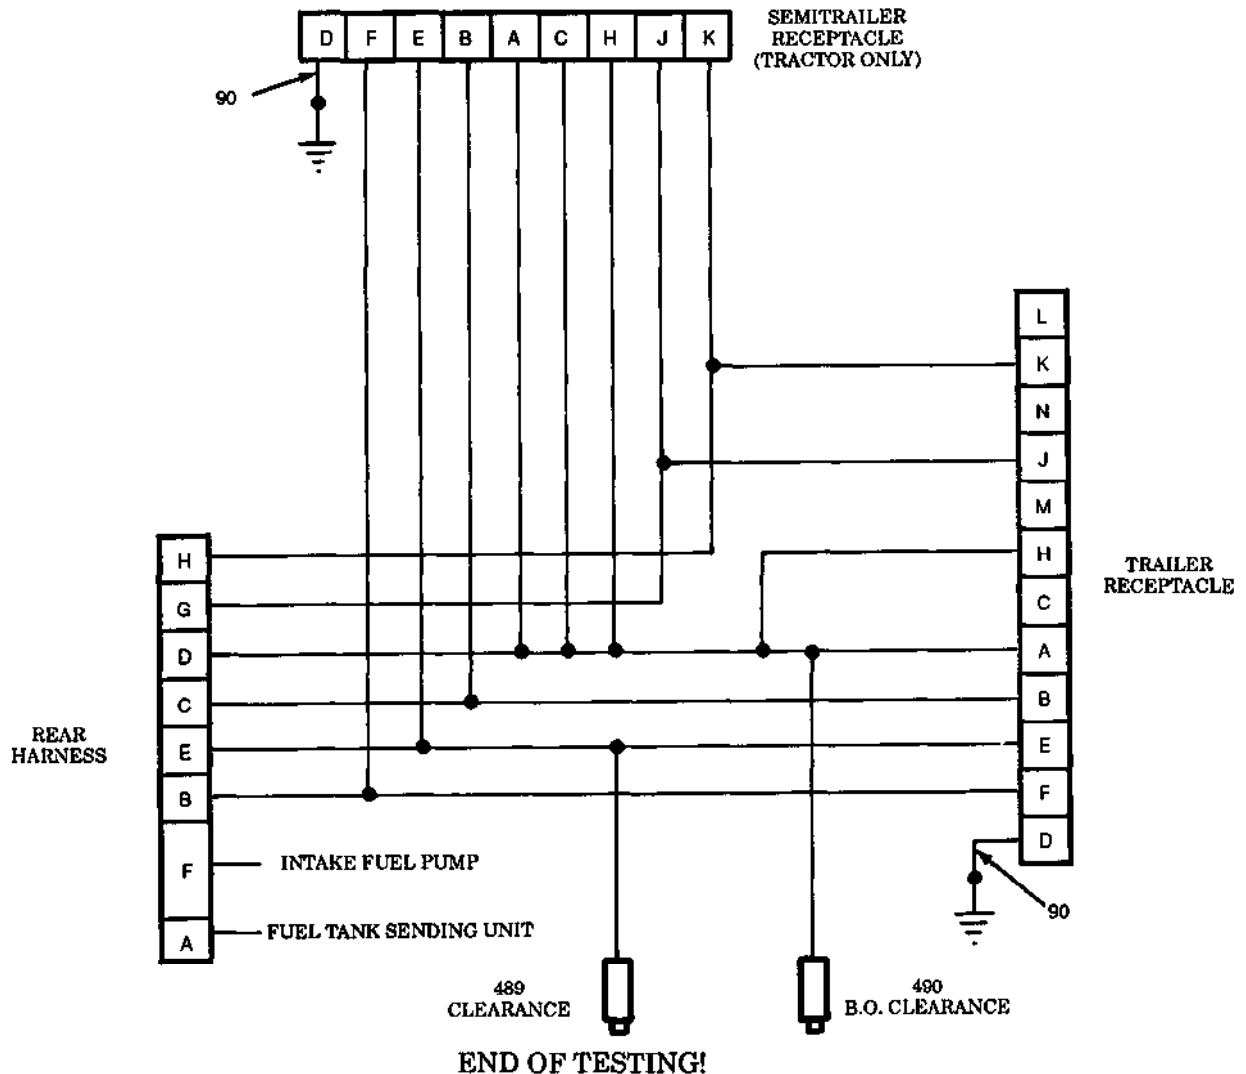 SEMITRAILER
RECEPTACLE
(TRACTOR ONLY)
D F E B A C H J K
90
L
K
N
J
M
H
C
A
B
E
F
D
TRAILER
RECEPTACLE
90
H
G
D
C
E
B
F
A
REAR
HARNESS
INTAKE FUEL PUMP
FUEL TANK SENDING UNIT
489
CLEARANCE
490
B.O. CLEARANCE
END OF TESTING!